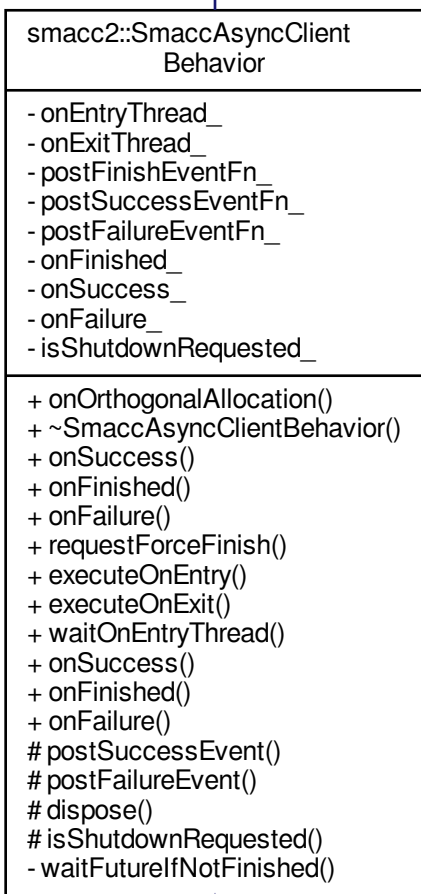 smacc2::SmaccAsyncClient
Behavior
- onEntryThread_
- onExitThread_
- postFinishEventFn_
- postSuccessEventFn_
- postFailureEventFn_
- onFinished_
- onSuccess_
- onFailure_
- isShutdownRequested_
+ onOrthogonalAllocation()
+ ~SmaccAsyncClientBehavior()
+ onSuccess()
+ onFinished()
+ onFailure()
+ requestForceFinish()
+ executeOnEntry()
+ executeOnExit()
+ waitOnEntryThread()
+ onSuccess()
+ onFinished()
+ onFailure()
# postSuccessEvent()
# postFailureEvent()
# dispose()
# isShutdownRequested()
- waitFutureIfNotFinished()